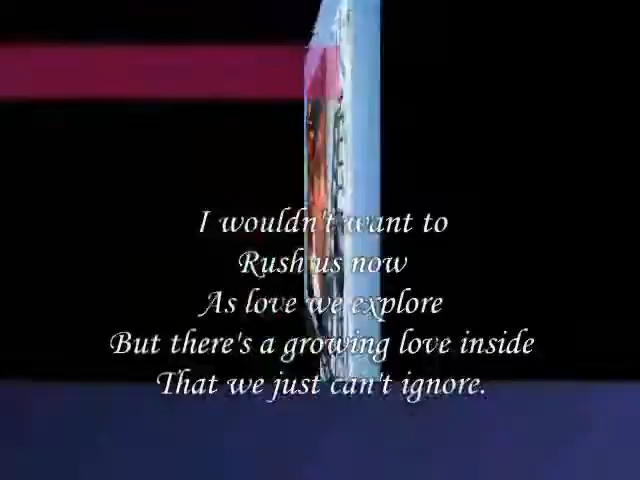 I wouldn't want to
Rush us now
As love we explore
But there's a growing love inside
That we just can't ignore.